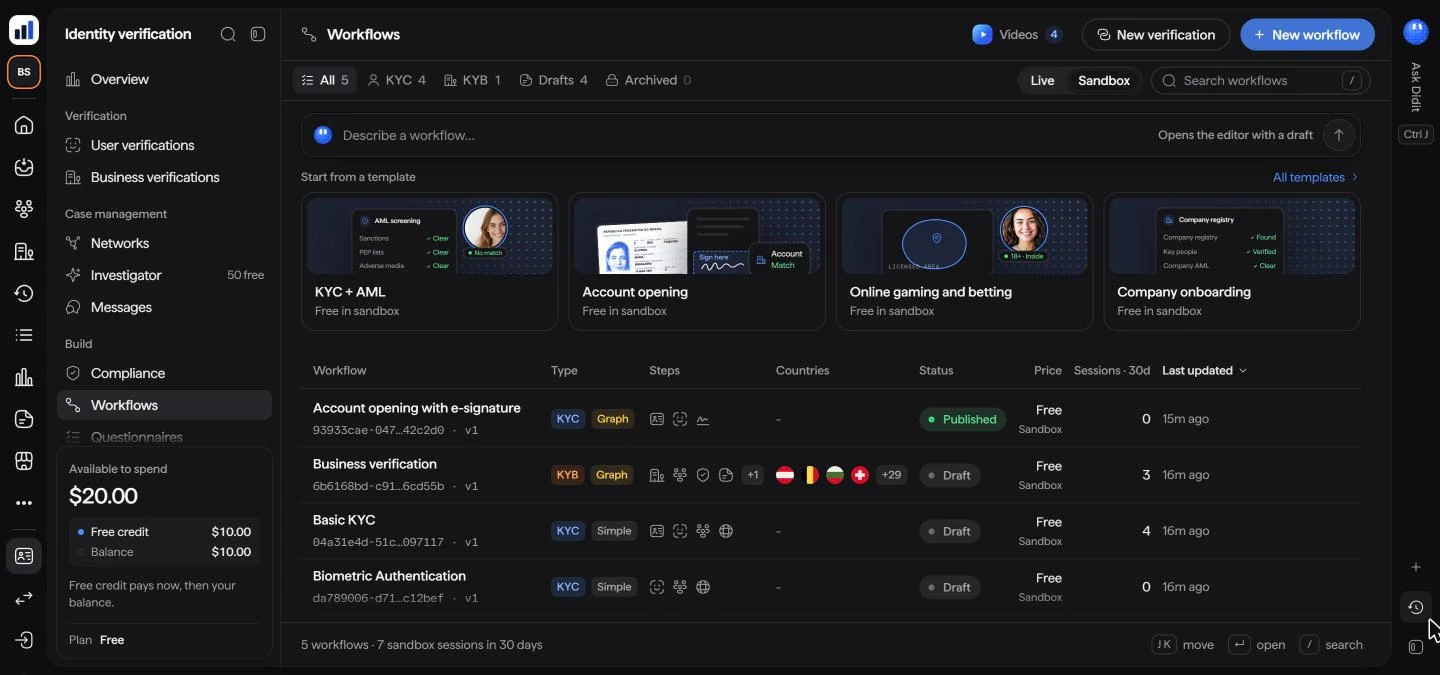 Identity verification
BS
Overview
Verification
User verifications
Business verifications
Case management
Networks
Investigator 50 free
Messages
Build
Compliance
Workflows
Questionnaires
Available to spend
$20.00
Free credit $10.00
Balance $10.00
Free credit pays now, then your
balance.
Plan Free
Workflows
Videos 4
New verification
+ New workflow
All 5 KYC 4 KYB 1 Drafts 4 Archived 0
Live Sandbox
Search workflows /
Describe a workflow...
Opens the editor with a draft
Start from a template
All templates
AML screening
Sanctions ✓ Clear
PEP lists ✓ Clear
Adverse media ✓ Clear
No match
KYC + AML
Free in sandbox
REPÚBLICA FEDERATIVA DO BRASIL
Sign here
Account
Match
Account opening
Free in sandbox
LICENSED AREA
18+ · Inside
Online gaming and betting
Free in sandbox
Company registry
Company registry ✓ Found
Key people ✓ Verified
Company AML ✓ Clear
Company onboarding
Free in sandbox
Workflow Type Steps Countries Status Price Sessions · 30d Last updated
Account opening with e-signature
93933cae-047…42c2d0 · v1
KYC Graph - Published Free
Sandbox
0 15m ago
Business verification
6b6168bd-c91…6cd55b · v1
KYB Graph +1 +29 Draft Free
Sandbox
3 16m ago
Basic KYC
04a31e4d-51c…097117 · v1
KYC Simple - Draft Free
Sandbox
4 16m ago
Biometric Authentication
da789006-d71…c12bef · v1
KYC Simple - Draft Free
Sandbox
0 16m ago
5 workflows · 7 sandbox sessions in 30 days
J K move ↵ open / search
Ask Didit
Ctrl J